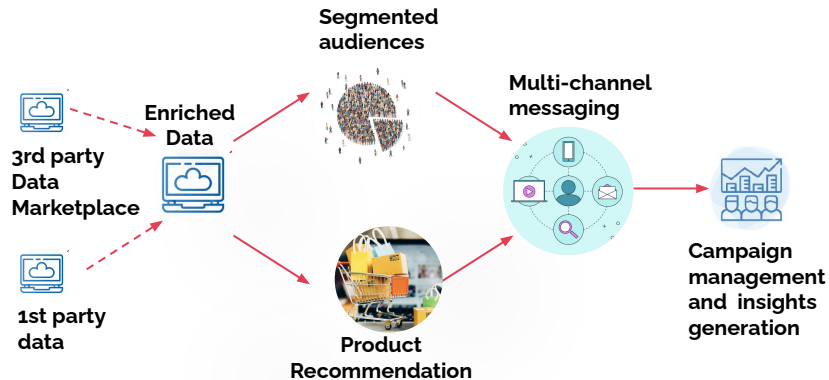 Segmented
audiences
Multi-channel
messaging
Enriched
Data
3rd party
Data
Marketplace
1st party
data
Product
Recommendation
Campaign
management
and insights
generation